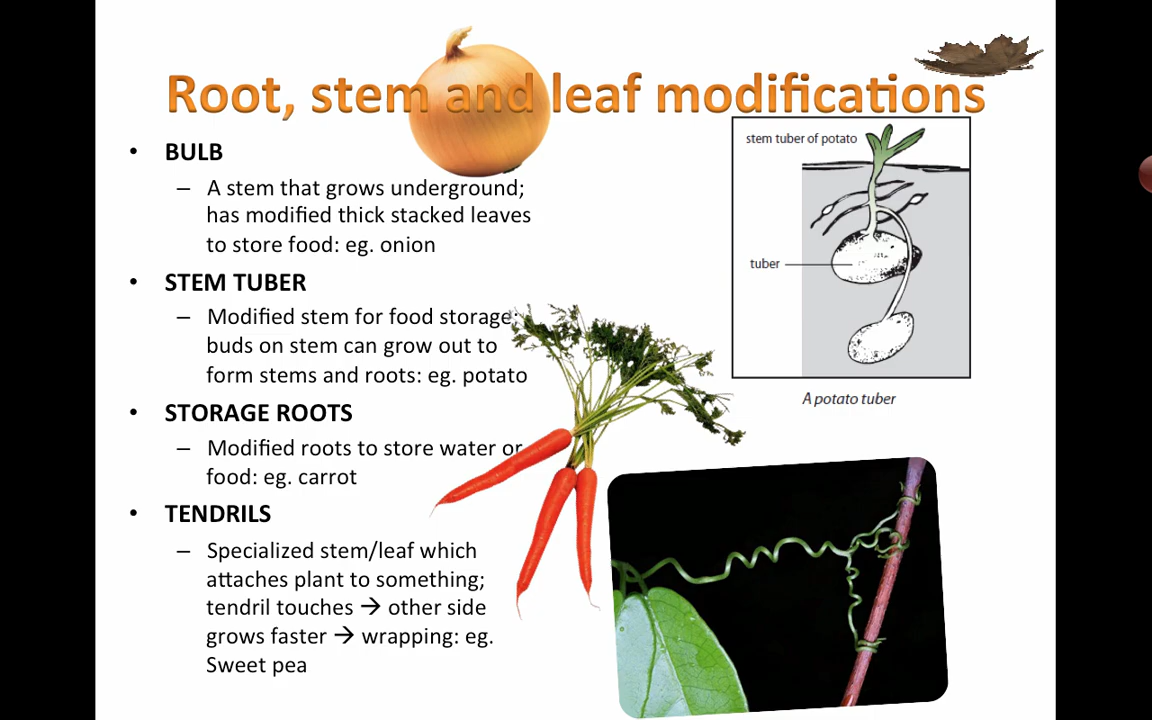 Root, stem and leaf modifications
• BULB
– A stem that grows underground;
has modified thick stacked leaves
to store food: eg. onion
• STEM TUBER
– Modified stem for food storage;
buds on stem can grow out to
form stems and roots: eg. potato
• STORAGE ROOTS
– Modified roots to store water or
food: eg. carrot
• TENDRILS
– Specialized stem/leaf which
attaches plant to something;
tendril touches → other side
grows faster → wrapping: eg.
Sweet pea
stem tuber of potato
tuber
A potato tuber